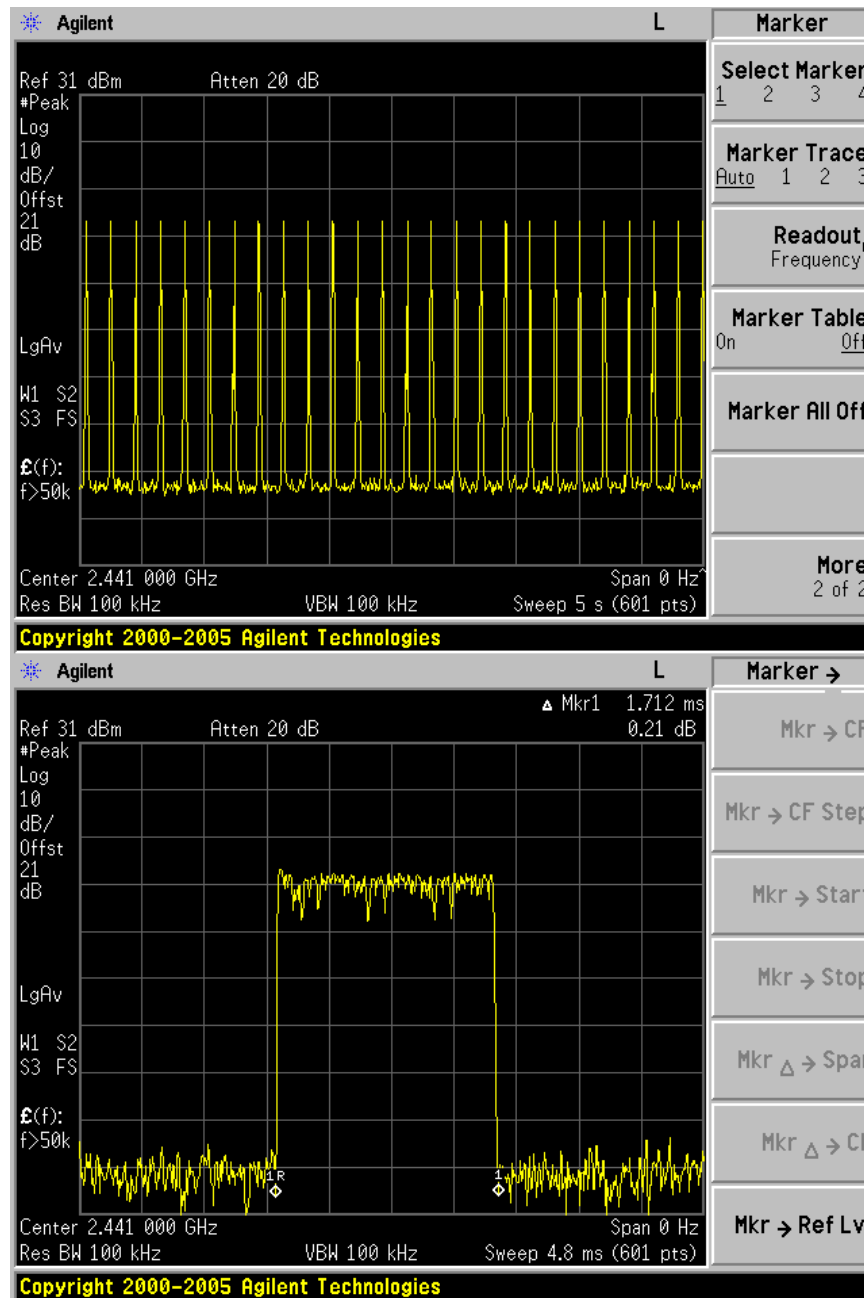 Agilent L Marker
Ref 31 dBm Atten 20 dB
#Peak
Log
10
dB/
Offst
21
dB
LgAv
W1 S2
S3 FS
£(f):
f>50k
Center 2.441 000 GHz Span 0 Hz^
Res BW 100 kHz VBW 100 kHz Sweep 5 s (601 pts)
Copyright 2000-2005 Agilent Technologies
Select Marker
1 2 3 4
Marker Trace
Auto 1 2 3
Readout
Frequency
Marker Table
On Off
Marker All Off
More
2 of 2
Agilent L Marker →
Δ Mkr1 1.712 ms
Ref 31 dBm Atten 20 dB 0.21 dB
#Peak
Log
10
dB/
Offst
21
dB
LgAv
W1 S2
S3 FS
£(f):
f>50k
1R
1
Center 2.441 000 GHz Span 0 Hz
Res BW 100 kHz VBW 100 kHz Sweep 4.8 ms (601 pts)
Copyright 2000-2005 Agilent Technologies
Mkr → CF
Mkr → CF Step
Mkr → Start
Mkr → Stop
Mkr Δ → Span
Mkr Δ → CF
Mkr → Ref Lvl